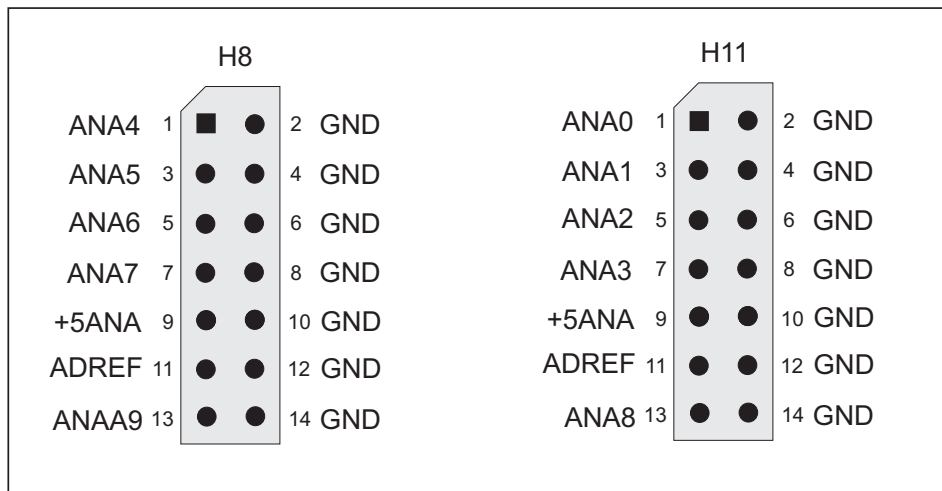 H8
ANA4 1 2 GND
ANA5 3 4 GND
ANA6 5 6 GND
ANA7 7 8 GND
+5ANA 9 10 GND
ADREF 11 12 GND
ANAA9 13 14 GND
H11
ANA0 1 2 GND
ANA1 3 4 GND
ANA2 5 6 GND
ANA3 7 8 GND
+5ANA 9 10 GND
ADREF 11 12 GND
ANA8 13 14 GND